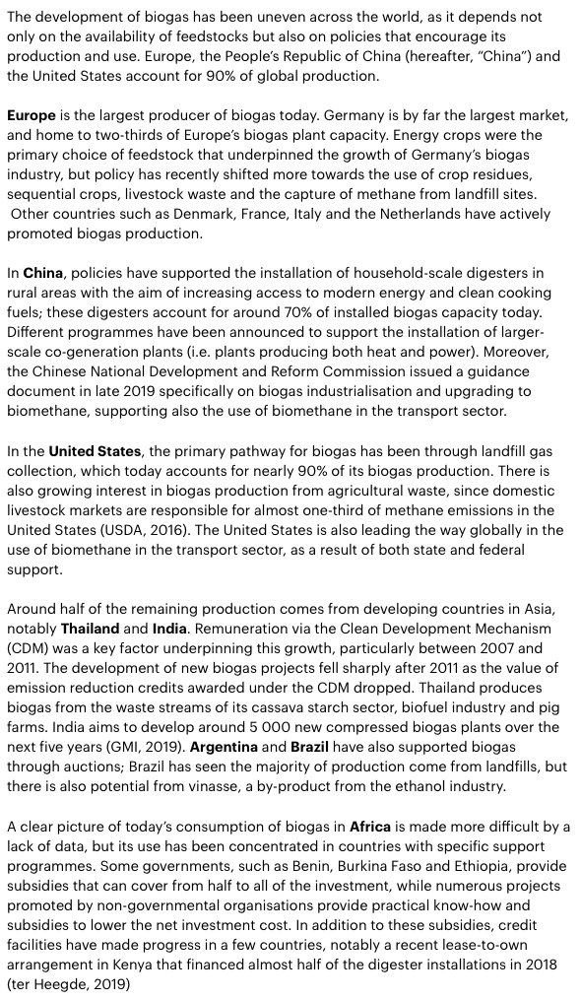 The development of biogas has been uneven across the world, as it depends not
only on the availability of feedstocks but also on policies that encourage its
production and use. Europe, the People's Republic of China (hereafter, "China") and
the United States account for 90% of global production.
Europe is the largest producer of biogas today. Germany is by far the largest market,
and home to two-thirds of Europe's biogas plant capacity. Energy crops were the
primary choice of feedstock that underpinned the growth of Germany's biogas
industry, but policy has recently shifted more towards the use of crop residues,
sequential crops, livestock waste and the capture of methane from landfill sites.
Other countries such as Denmark, France, Italy and the Netherlands have actively
promoted biogas production.
In China, policies have supported the installation of household-scale digesters in
rural areas with the aim of increasing access to modern energy and clean cooking
fuels; these digesters account for around 70% of installed biogas capacity today.
Different programmes have been announced to support the installation of larger-
scale co-generation plants (i.e. plants producing both heat and power). Moreover,
the Chinese National Development and Reform Commission issued a guidance
document in late 2019 specifically on biogas industrialisation and upgrading to
biomethane, supporting also the use of biomethane in the transport sector.
In the United States, the primary pathway for biogas has been through landfill gas
collection, which today accounts for nearly 90% of its biogas production. There is
also growing interest in biogas production from agricultural waste, since domestic
livestock markets are responsible for almost one-third of methane emissions in the
United States (USDA, 2016). The United States is also leading the way globally in the
use of biomethane in the transport sector, as a result of both state and federal
support.
Around half of the remaining production comes from developing countries in Asia,
notably Thailand and India. Remuneration via the Clean Development Mechanism
(CDM) was a key factor underpinning this growth, particularly between 2007 and
2011. The development of new biogas projects fell sharply after 2011 as the value of
emission reduction credits awarded under the CDM dropped. Thailand produces
biogas from the waste streams of its cassava starch sector, biofuel industry and pig
farms. India aims to develop around 5 000 new compressed biogas plants over the
next five years (GMI, 2019). Argentina and Brazil have also supported biogas
through auctions; Brazil has seen the majority of production come from landfills, but
there is also potential from vinasse, a by-product from the ethanol industry.
A clear picture of today's consumption of biogas in Africa is made more difficult by a
lack of data, but its use has been concentrated in countries with specific support
programmes. Some governments, such as Benin, Burkina Faso and Ethiopia, provide
subsidies that can cover from half to all of the investment, while numerous projects
promoted by non-governmental organisations provide practical know-how and
subsidies to lower the net investment cost. In addition to these subsidies, credit
facilities have made progress in a few countries, notably a recent lease-to-own
arrangement in Kenya that financed almost half of the digester installations in 2018
(ter Heegde, 2019)